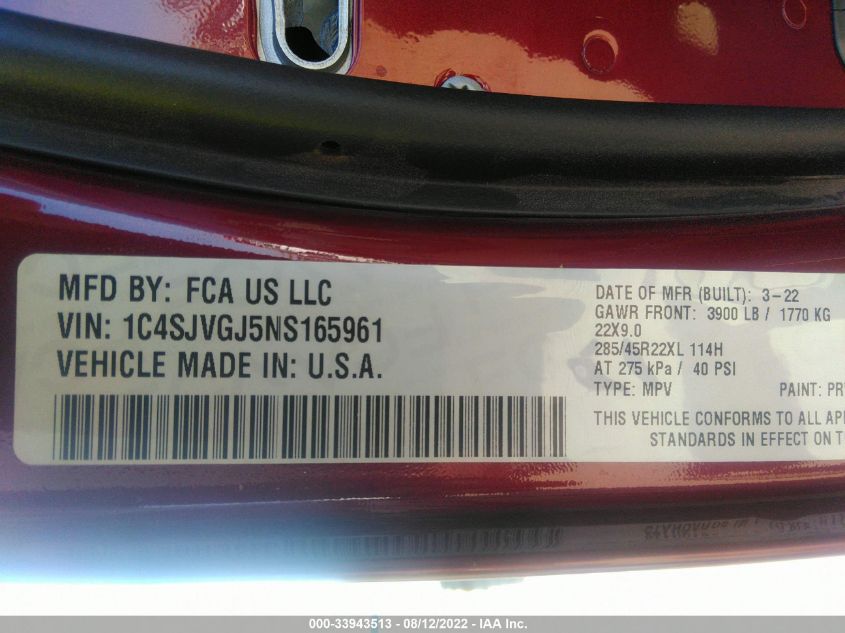 MFD BY: FCA US LLC
VIN: 1C4SJVGJ5NS165961
VEHICLE MADE IN: U.S.A.
DATE OF MFR (BUILT): 3-22
GAWR FRONT: 3900 LB / 1770 KG
22X9.0
285/45R22XL 114H
AT 275 kPa / 40 PSI
TYPE: MPV PAINT: PR
THIS VEHICLE CONFORMS TO ALL AP
STANDARDS IN EFFECT ON T
000-33943513 - 08/12/2022 - IAA Inc.